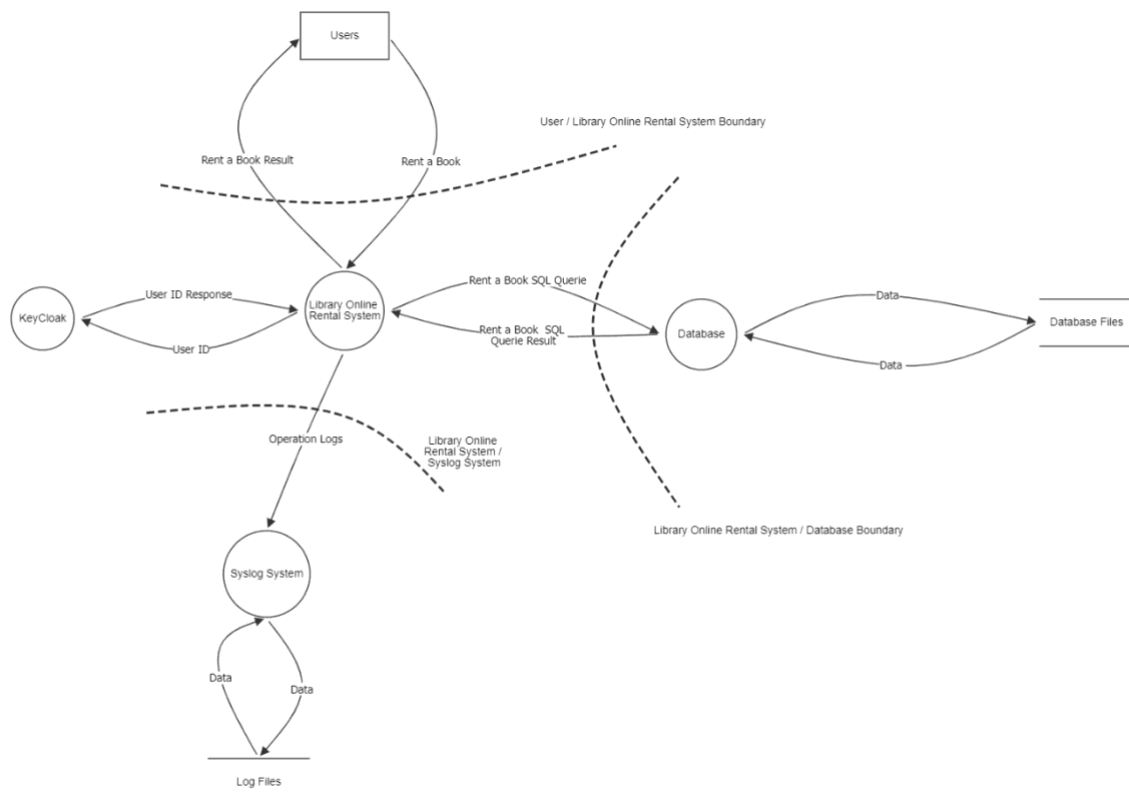 Users
User / Library Online Rental System Boundary
Rent a Book Result
Rent a Book
Rent a Book SQL Querie
User ID Response
Library Online
Rental System
KeyCloak
Data
Database Files
Rent a Book SQL
Querie Result
Database
User ID
Data
Operation Logs
Library Online
Rental System /
Syslog System
Library Online Rental System / Database Boundary
Syslog System
Data
Data
Log Files